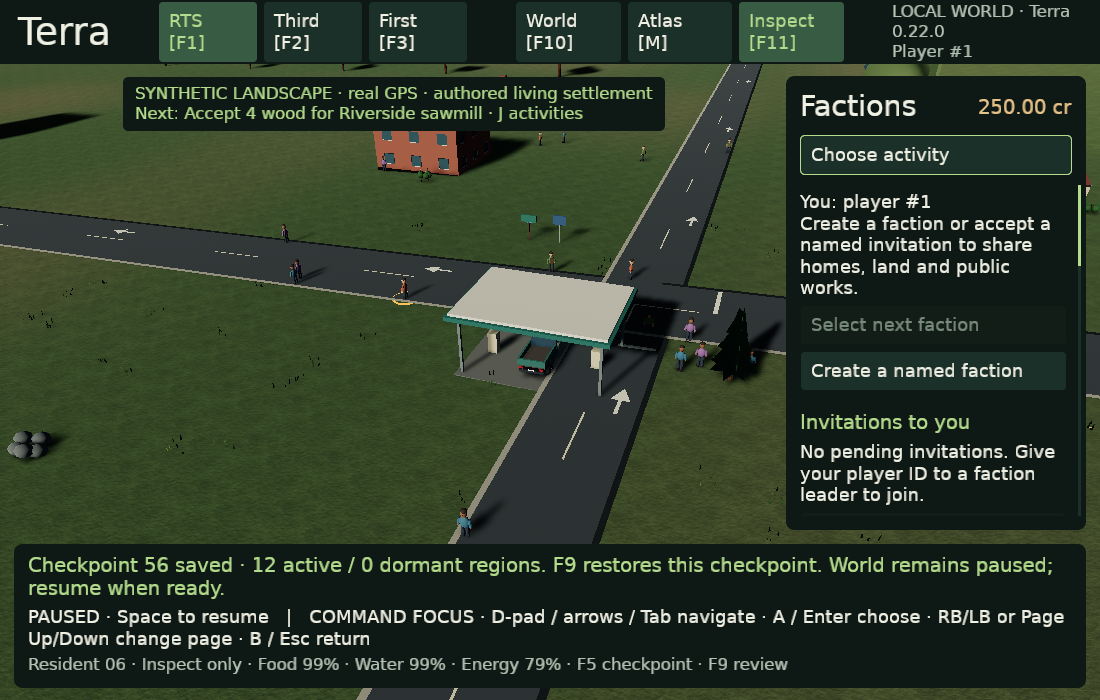 Terra
RTS
[F1]
Third
[F2]
First
[F3]
World
[F10]
Atlas
[M]
Inspect
[F11]
LOCAL WORLD · Terra
0.22.0
Player #1
SYNTHETIC LANDSCAPE · real GPS · authored living settlement
Next: Accept 4 wood for Riverside sawmill · J activities
Factions
250.00 cr
Choose activity
You: player #1
Create a faction or accept a
named invitation to share
homes, land and public
works.
Select next faction
Create a named faction
Invitations to you
No pending invitations. Give
your player ID to a faction
leader to join.
Checkpoint 56 saved · 12 active / 0 dormant regions. F9 restores this checkpoint. World remains paused;
resume when ready.
PAUSED · Space to resume | COMMAND FOCUS · D-pad / arrows / Tab navigate · A / Enter choose · RB/LB or Page
Up/Down change page · B / Esc return
Resident 06 · Inspect only · Food 99% · Water 99% · Energy 79% · F5 checkpoint · F9 review